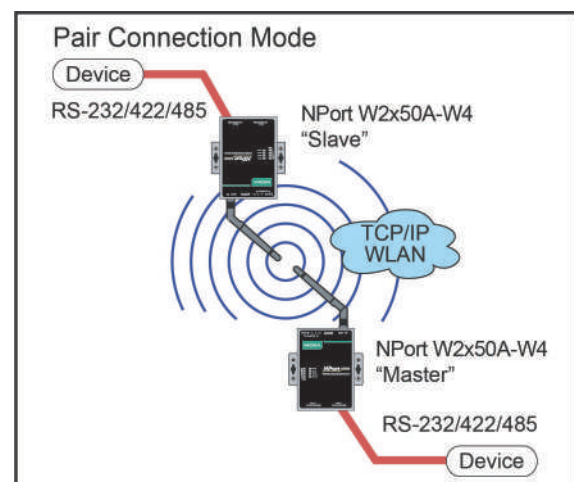 Pair Connection Mode
Device
RS-232/422/485
NPort W2x50A-W4
“Slave”
TCP/IP
WLAN
NPort W2x50A-W4
“Master”
RS-232/422/485
Device